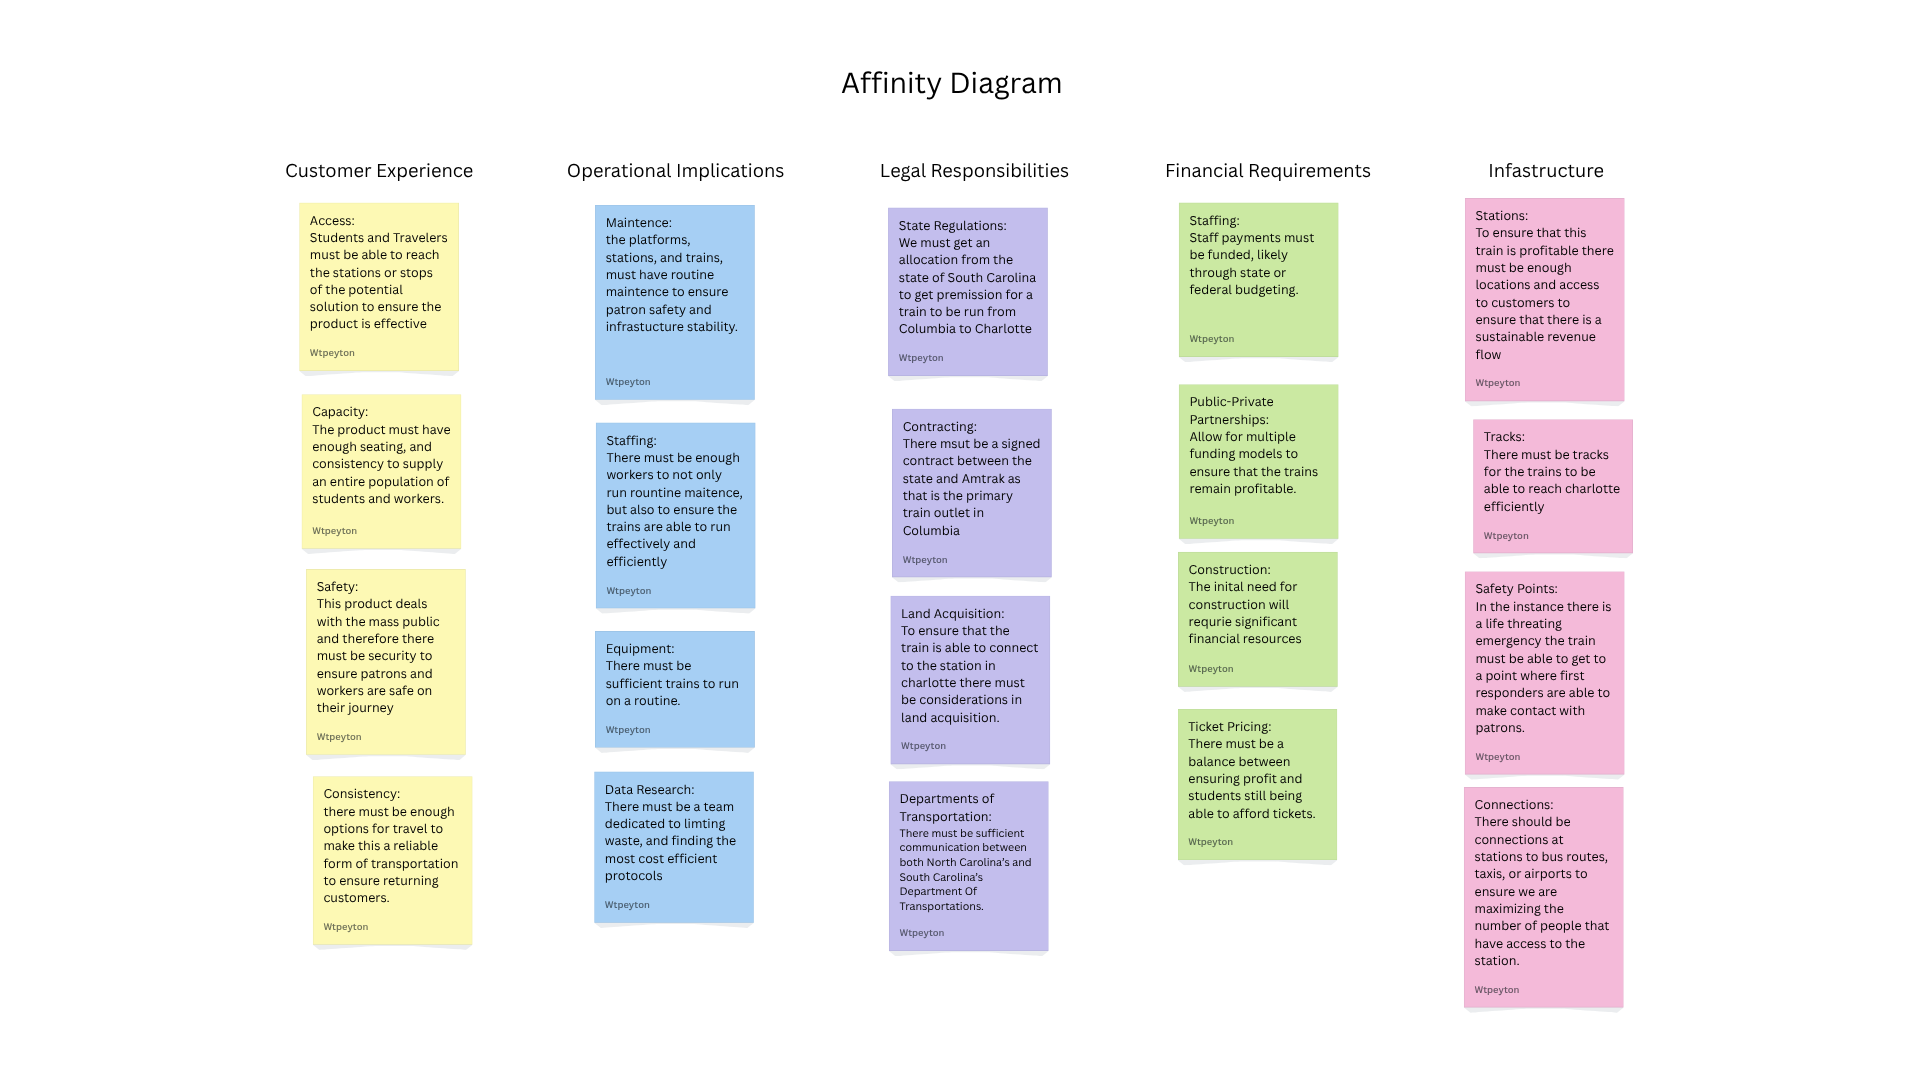 Affinity Diagram
Customer Experience
Access:
Students and Travelers
must be able to reach
the stations or stops
of the potential
solution to ensure the
product is effective
Wtpeyton
Capacity:
The product must have
enough seating, and
consistency to supply
an entire population of
students and workers.
Wtpeyton
Safety:
This product deals
with the mass public
and therefore there
must be security to
ensure patrons and
workers are safe on
their journey
Wtpeyton
Consistency:
there must be enough
options for travel to
make this a reliable
form of transportation
to ensure returning
customers.
Wtpeyton
Operational Implications
Maintence:
the platforms,
stations, and trains,
must have routine
maintence to ensure
patron safety and
infrastucture stability.
Wtpeyton
Staffing:
There must be enough
workers to not only
run rountine maitence,
but also to ensure the
trains are able to run
effectively and
efficiently
Wtpeyton
Equipment:
There must be
sufficient trains to run
on a routine.
Wtpeyton
Data Research:
There must be a team
dedicated to limting
waste, and finding the
most cost efficient
protocols
Wtpeyton
Legal Responsibilities
State Regulations:
We must get an
allocation from the
state of South Carolina
to get premission for a
train to be run from
Columbia to Charlotte
Wtpeyton
Contracting:
There msut be a signed
contract between the
state and Amtrak as
that is the primary
train outlet in
Columbia
Wtpeyton
Land Acquisition:
To ensure that the
train is able to connect
to the station in
charlotte there must
be considerations in
land acquisition.
Wtpeyton
Departments of
Transportation:
There must be sufficient
communication between
both North Carolina's and
South Carolina's
Department Of
Transportations.
Wtpeyton
Financial Requirements
Staffing:
Staff payments must
be funded, likely
through state or
federal budgeting.
Wtpeyton
Public-Private
Partnerships:
Allow for multiple
funding models to
ensure that the trains
remain profitable.
Wtpeyton
Construction:
The inital need for
construction will
requrie significant
financial resources
Wtpeyton
Ticket Pricing:
There must be a
balance between
ensuring profit and
students still being
able to afford tickets.
Wtpeyton
Infastructure
Stations:
To ensure that this
train is profitable there
must be enough
locations and access
to customers to
ensure that there is a
sustainable revenue
flow
Wtpeyton
Tracks:
There must be tracks
for the trains to be
able to reach charlotte
efficiently
Wtpeyton
Safety Points:
In the instance there is
a life threating
emergency the train
must be able to get to
a point where first
responders are able to
make contact with
patrons.
Wtpeyton
Connections:
There should be
connections at
stations to bus routes,
taxis, or airports to
ensure we are
maximizing the
number of people that
have access to the
station.
Wtpeyton